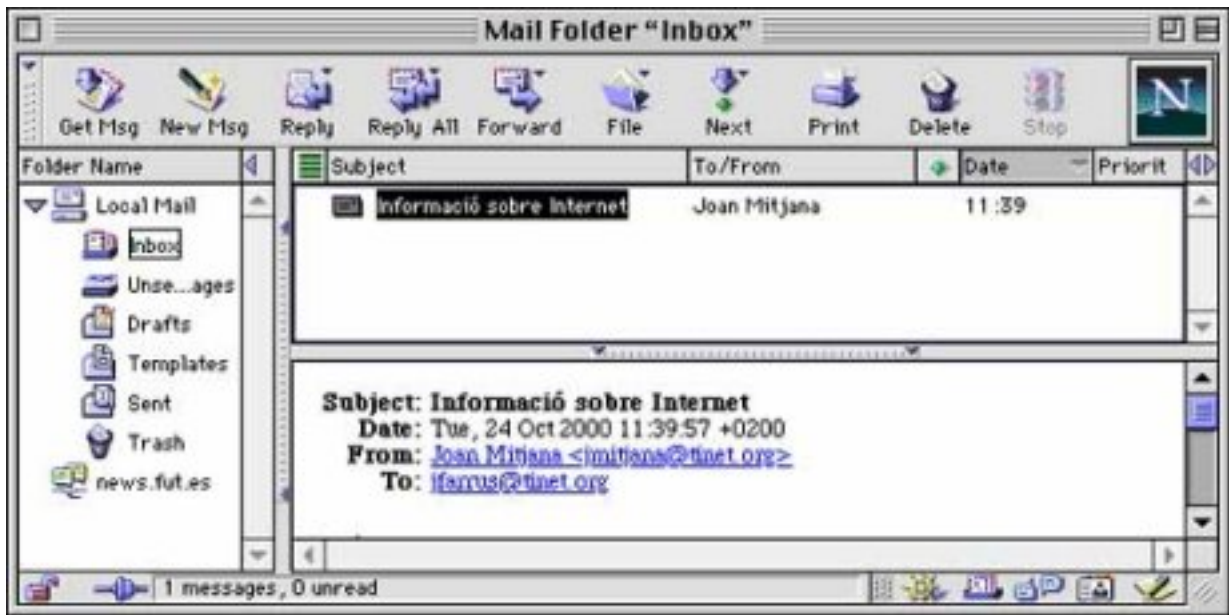 Mail Folder “Inbox”
Get Msg New Msg Reply Reply All Forward File Next Print Delete Stop
N
Folder Name
Subject To/From Date Priorit
Local Mail
Inbox
Unse...ages
Drafts
Templates
Sent
Trash
news.fut.es
Informació sobre Internet Joan Mitjana 11:39
Subject: Informació sobre Internet
Date: Tue, 24 Oct 2000 11:39:57 +0200
From: Joan Mitjana <jmitjana@tinet.org>
To: jfarrus@tinet.org
1 messages, 0 unread